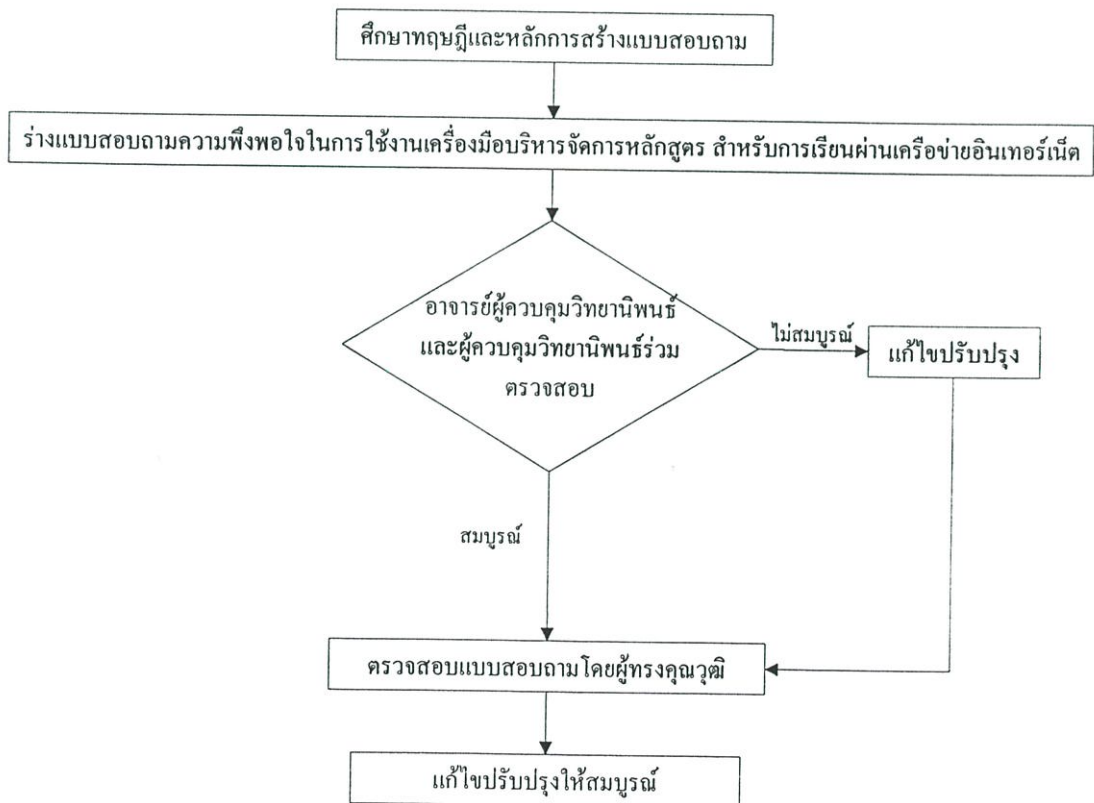 ศึกษาทฤษฎีและหลักการสร้างแบบสอบถาม
ร่างแบบสอบถามความพึงพอใจในการใช้งานเครื่องมือบริหารจัดการหลักสูตร สำหรับการเรียนผ่านเครือข่ายอินเทอร์เน็ต
อาจารย์ผู้ควบคุมวิทยานิพนธ์
และผู้ควบคุมวิทยานิพนธ์ร่วม
ตรวจสอบ
ไม่สมบูรณ์
แก้ไขปรับปรุง
สมบูรณ์
ตรวจสอบแบบสอบถามโดยผู้ทรงคุณวุฒิ
แก้ไขปรับปรุงให้สมบูรณ์